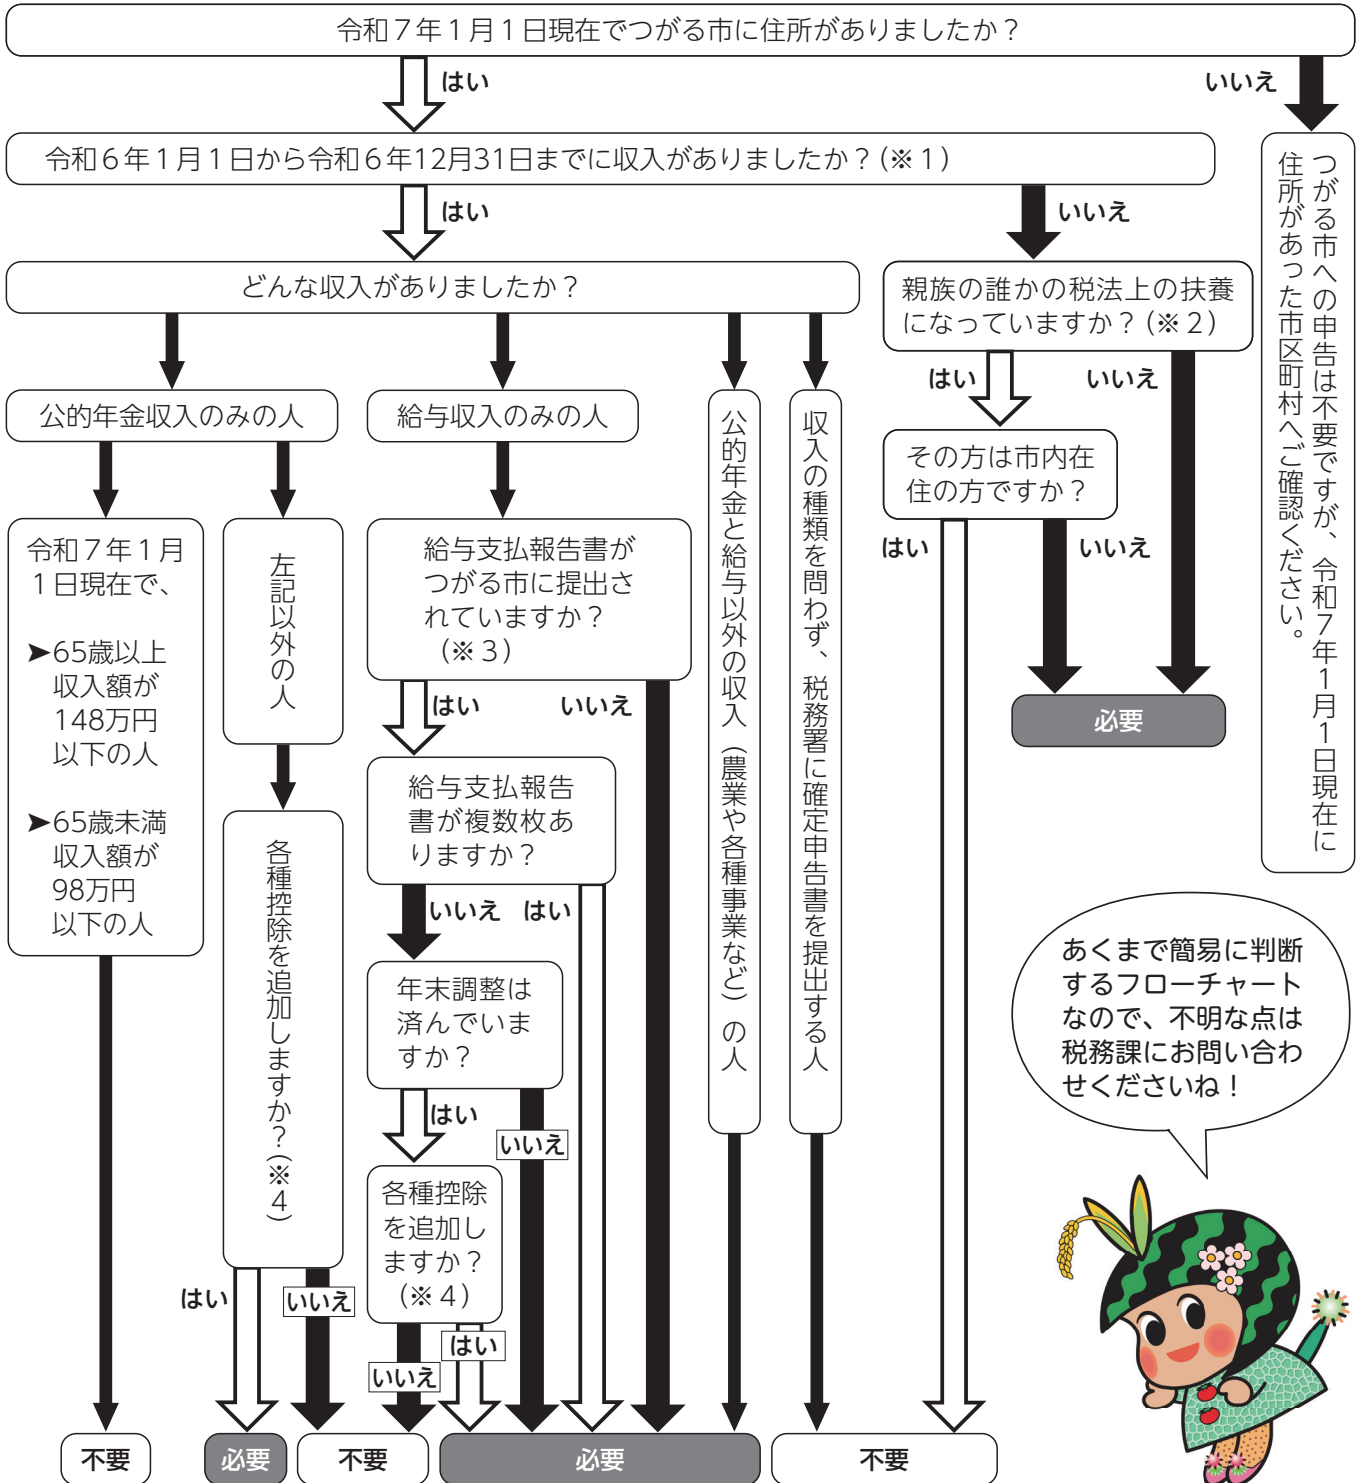 令和７年１月１日現在でつがる市に住所がありましたか？
はい
いいえ
令和６年１月１日から令和６年12月31日までに収入がありましたか？（※１）
はい
いいえ
つがる市への申告は不要ですが、令和７年１月１日現在に
住所があった市区町村へご確認ください。
どんな収入がありましたか？
親族の誰かの税法上の扶養
になっていますか？（※２）
はい
いいえ
公的年金収入のみの人
給与収入のみの人
公的年金と給与以外の収入（農業や各種事業など）の人
収入の種類を問わず、税務署に確定申告書を提出する人
その方は市内在
住の方ですか？
はい
いいえ
必要
令和７年１月
１日現在で、
➤65歳以上
収入額が
148万円
以下の人
➤65歳未満
収入額が
98万円
以下の人
左記以外の人
給与支払報告書が
つがる市に提出さ
れていますか？
（※３）
はい
いいえ
給与支払報告
書が複数枚あ
りますか？
いいえ
はい
各種控除を追加しますか？（※４）
年末調整は
済んでいま
すか？
はい
いいえ
各種控除
を追加し
ますか？
（※４）
はい
いいえ
はい
いいえ
あくまで簡易に判断
するフローチャート
なので、不明な点は
税務課にお問い合わ
せくださいね！
不要
必要
不要
必要
不要